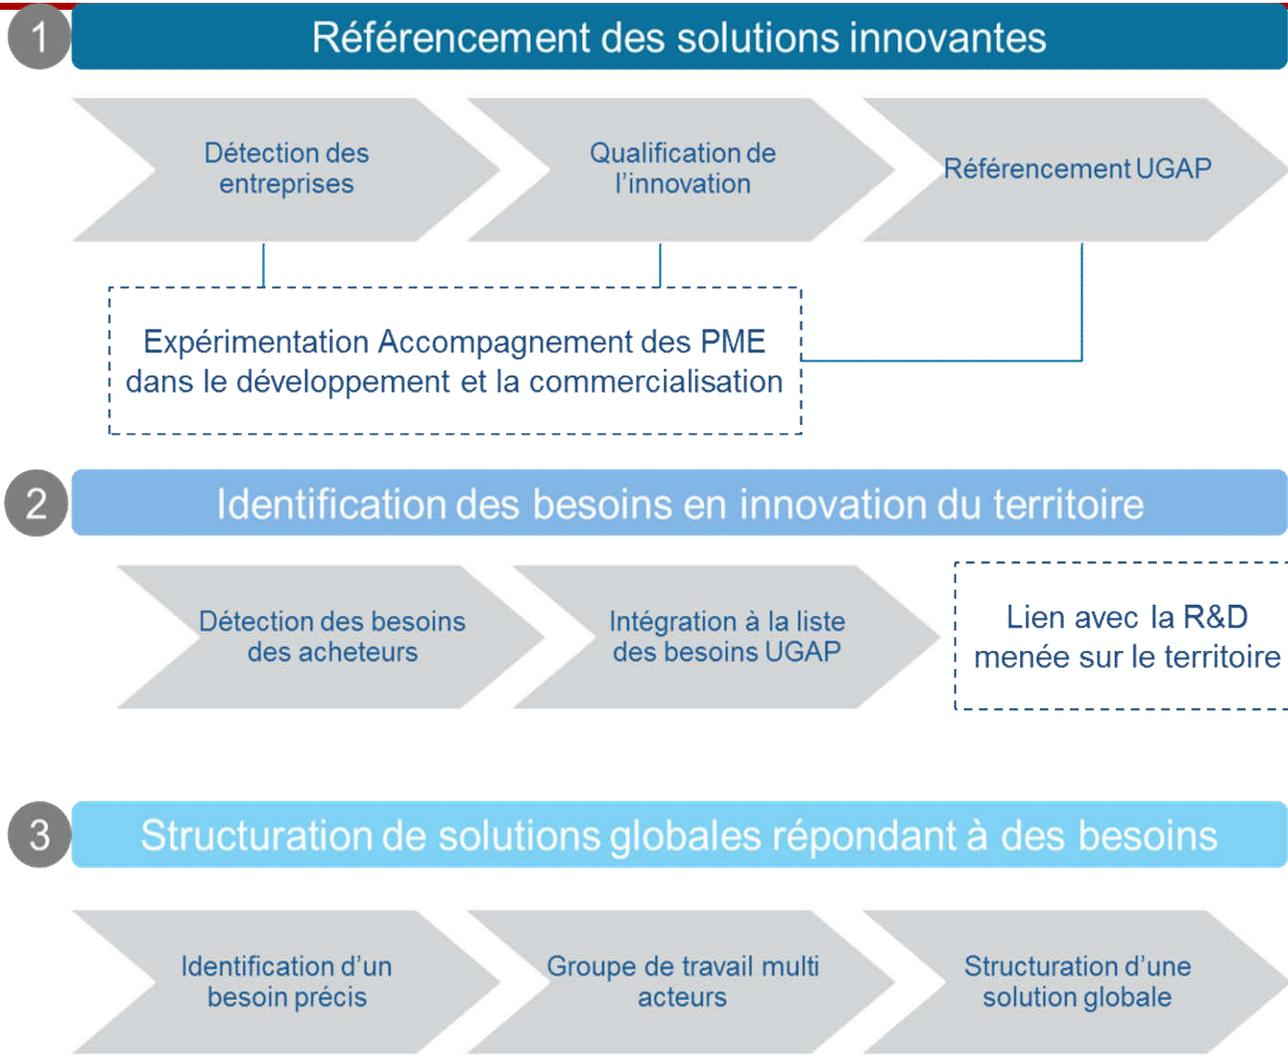 1
Référencement des solutions innovantes
Détection des
entreprises
Qualification de
l'innovation
Référencement UGAP
Expérimentation Accompagnement des PME
dans le développement et la commercialisation
2
Identification des besoins en innovation du territoire
Détection des besoins
des acheteurs
Intégration à la liste
des besoins UGAP
Lien avec la R&D
menée sur le territoire
3
Structuration de solutions globales répondant à des besoins
Identification d'un
besoin précis
Groupe de travail multi
acteurs
Structuration d'une
solution globale